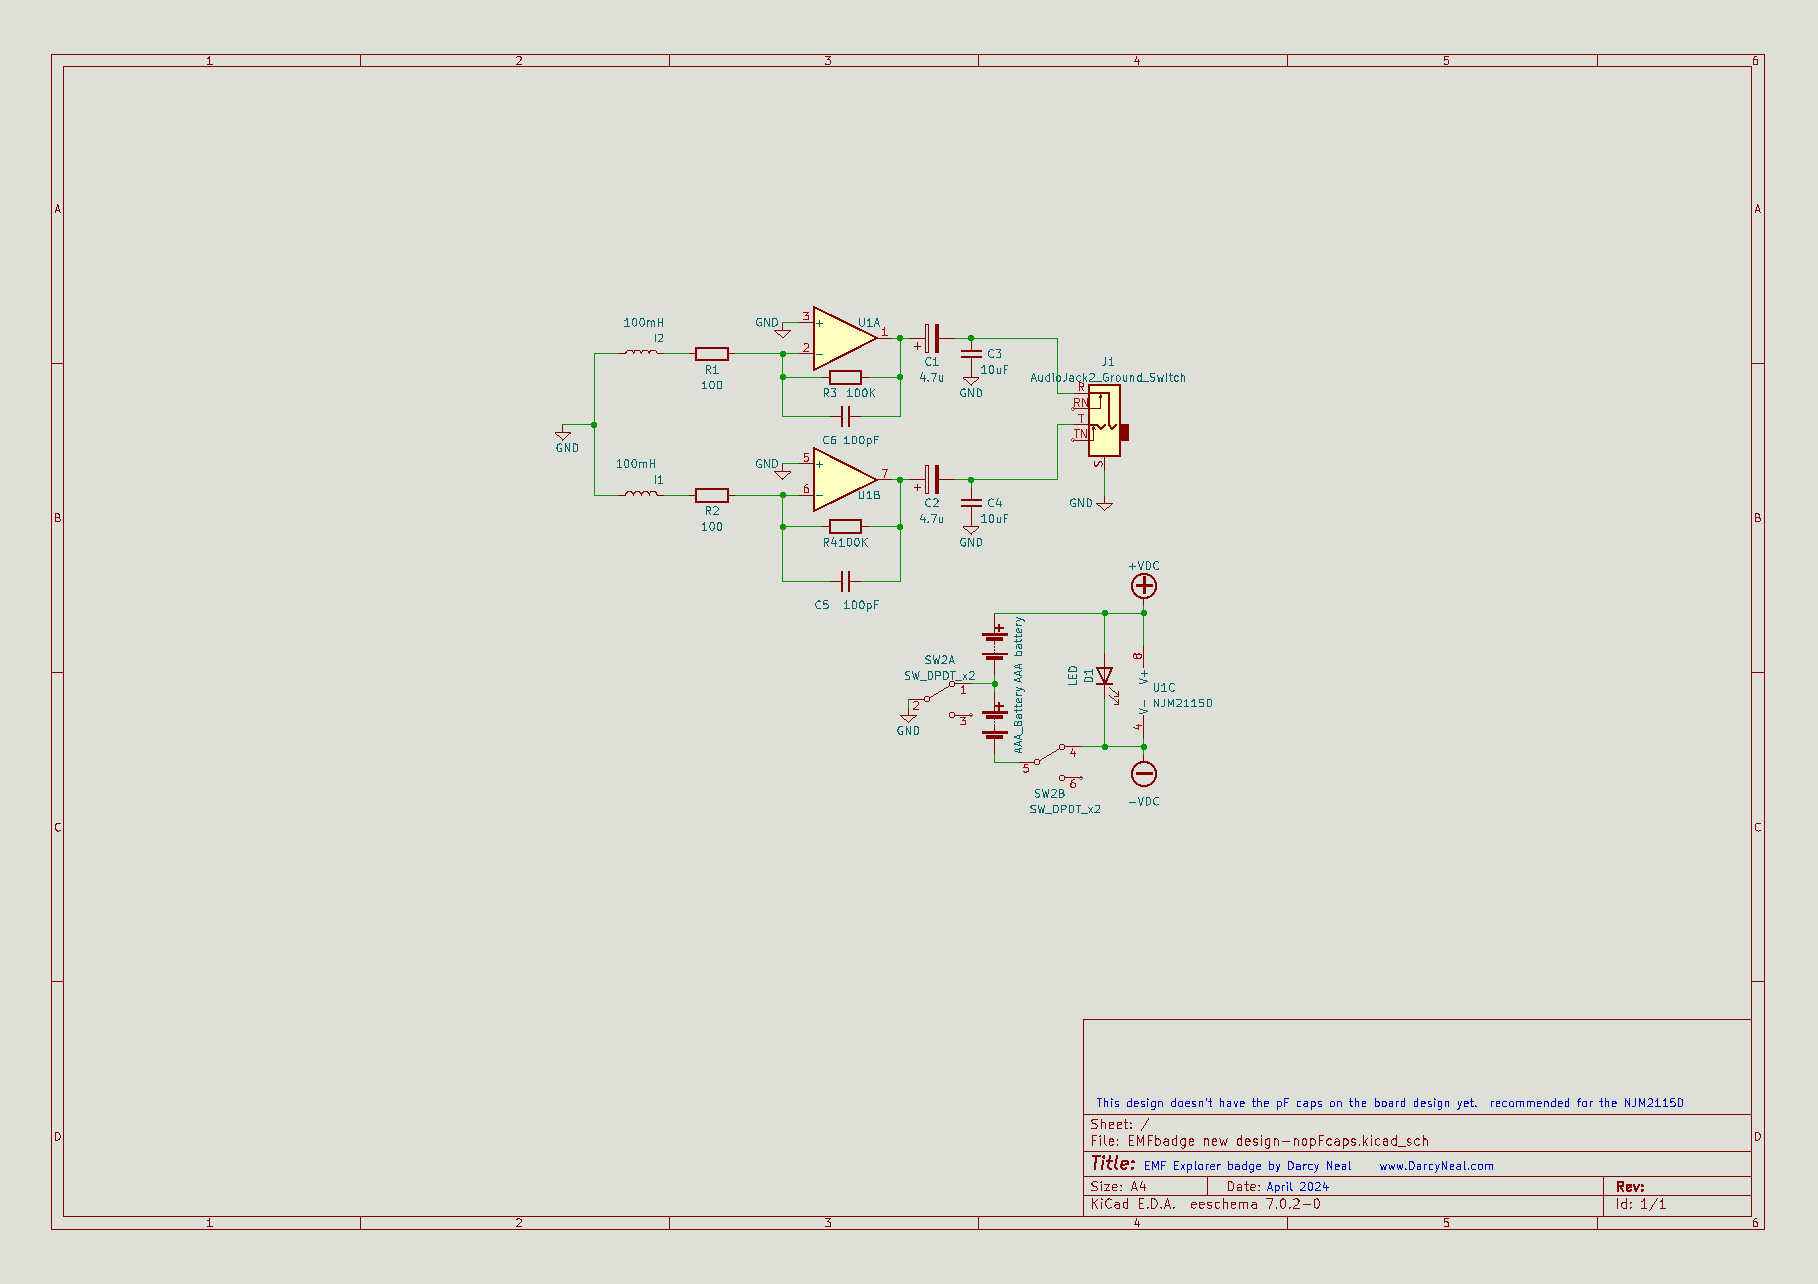 1 2 3 4 5 6
A A
B B
C C
D D
100mH
I2
R1
100
GND
3
+
2
−
U1A
1
R3 100K
C6 100pF
+
C1
4.7u
C3
10uF
GND
J1
AudioJack2_Ground_Switch
R
RN
T
TN
S
GND
GND
100mH
I1
R2
100
GND
5
+
6
−
7
U1B
R4100K
C5 100pF
+
C2
4.7u
C4
10uF
GND
+VDC
+
AAA battery
SW2A
SW_DPDT_x2
1
2
3
GND
+
AAA_Battery
LED
D1
8
V+
U1C
NJM2115D
V−
4
4
5
6
SW2B
SW_DPDT_x2
−VDC
This design doesn't have the pF caps on the board design yet. recommended for the NJM2115D
Sheet: /
File: EMFbadge new design−nopFcaps.kicad_sch
Title: EMF Explorer badge by Darcy Neal www.DarcyNeal.com
Size: A4 Date: April 2024 Rev:
KiCad E.D.A. eeschema 7.0.2−0 Id: 1/1
1 2 3 4 5 6